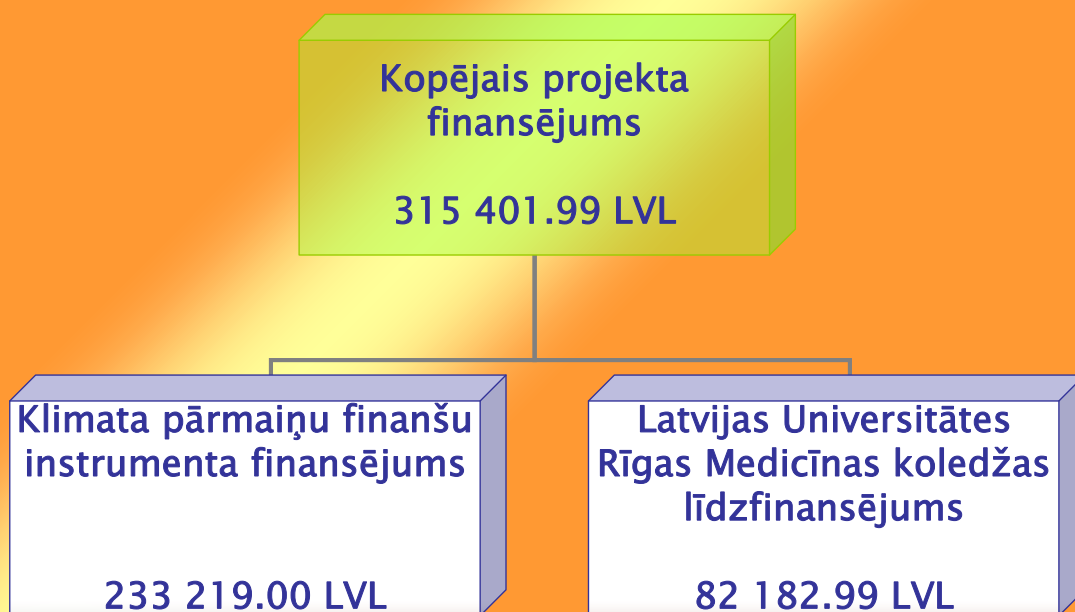 Kopējais projekta
finansējums
315 401.99 LVL
Klimata pārmaiņu finanšu
instrumenta finansējums
233 219.00 LVL
Latvijas Universitātes
Rīgas Medicīnas koledžas
līdzfinansējums
82 182.99 LVL